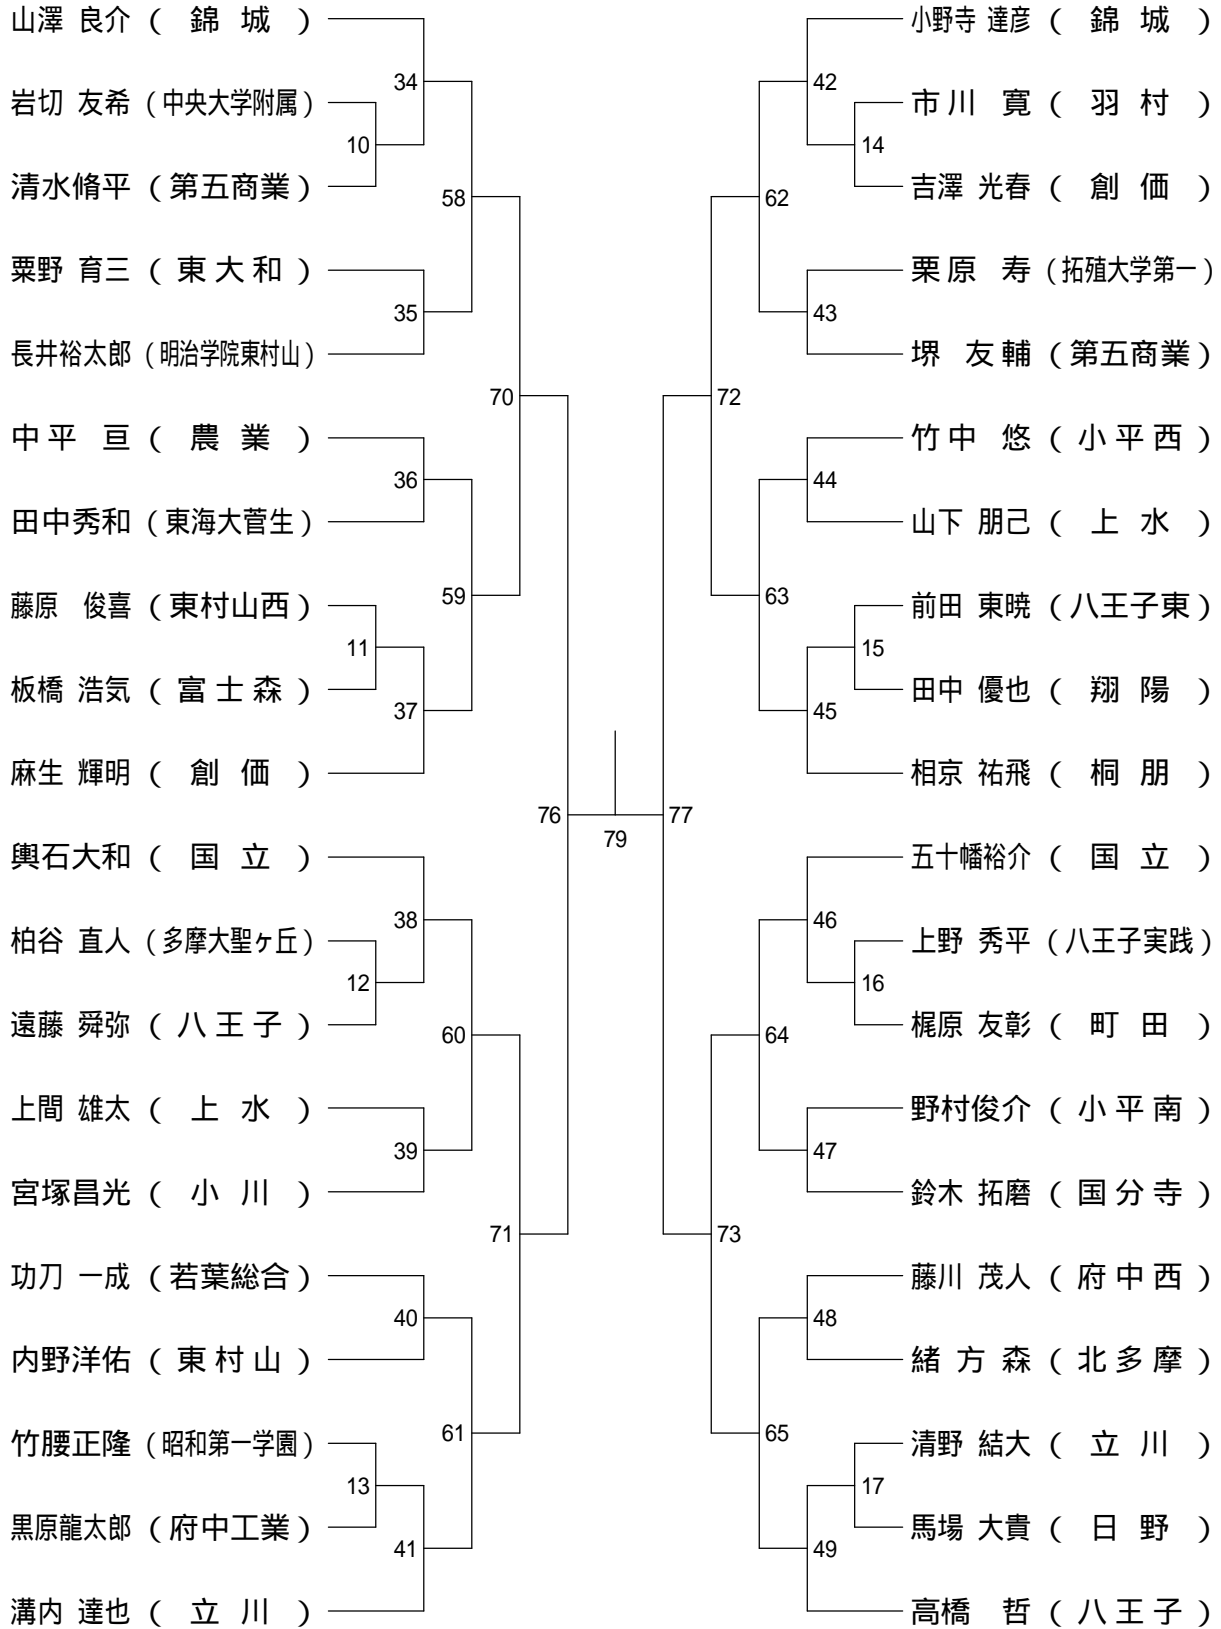 山澤 良介 ( 錦 城 )
34
岩切 友希 (中央大学附属)
10
清水脩平 (第五商業)
58
粟野 育三 (東大和)
35
長井裕太郎 (明治学院東村山)
70
中平 亘 ( 農 業 )
36
田中秀和 (東海大菅生)
59
藤原 俊喜 (東村山西)
11
板橋 浩気 (富士森)
37
麻生 輝明 ( 創 価 )
76
輿石大和 ( 国 立 )
38
柏谷 直人 (多摩大聖ヶ丘)
12
遠藤 舜弥 (八王子)
60
上間 雄太 ( 上 水 )
39
宮塚昌光 ( 小 川 )
71
功刀 一成 (若葉総合)
40
内野洋佑 (東村山)
61
竹腰正隆 (昭和第一学園)
13
黒原龍太郎 (府中工業)
41
溝内 達也 ( 立 川 )
79
小野寺 達彦 ( 錦 城 )
42
市川 寛 ( 羽 村 )
14
吉澤 光春 ( 創 価 )
62
栗原 寿 (拓殖大学第一)
43
堺 友輔 (第五商業)
72
竹中 悠 (小平西)
44
山下 朋己 ( 上 水 )
63
前田 東暁 (八王子東)
15
田中 優也 ( 翔 陽 )
45
相京 祐飛 ( 桐 朋 )
77
五十幡裕介 ( 国 立 )
46
上野 秀平 (八王子実践)
16
梶原 友彰 ( 町 田 )
64
野村俊介 (小平南)
47
鈴木 拓磨 (国分寺)
73
藤川 茂人 (府中西)
48
緒方森 (北多摩)
65
清野 結大 ( 立 川 )
17
馬場 大貴 ( 日 野 )
49
高橋 哲 (八王子)